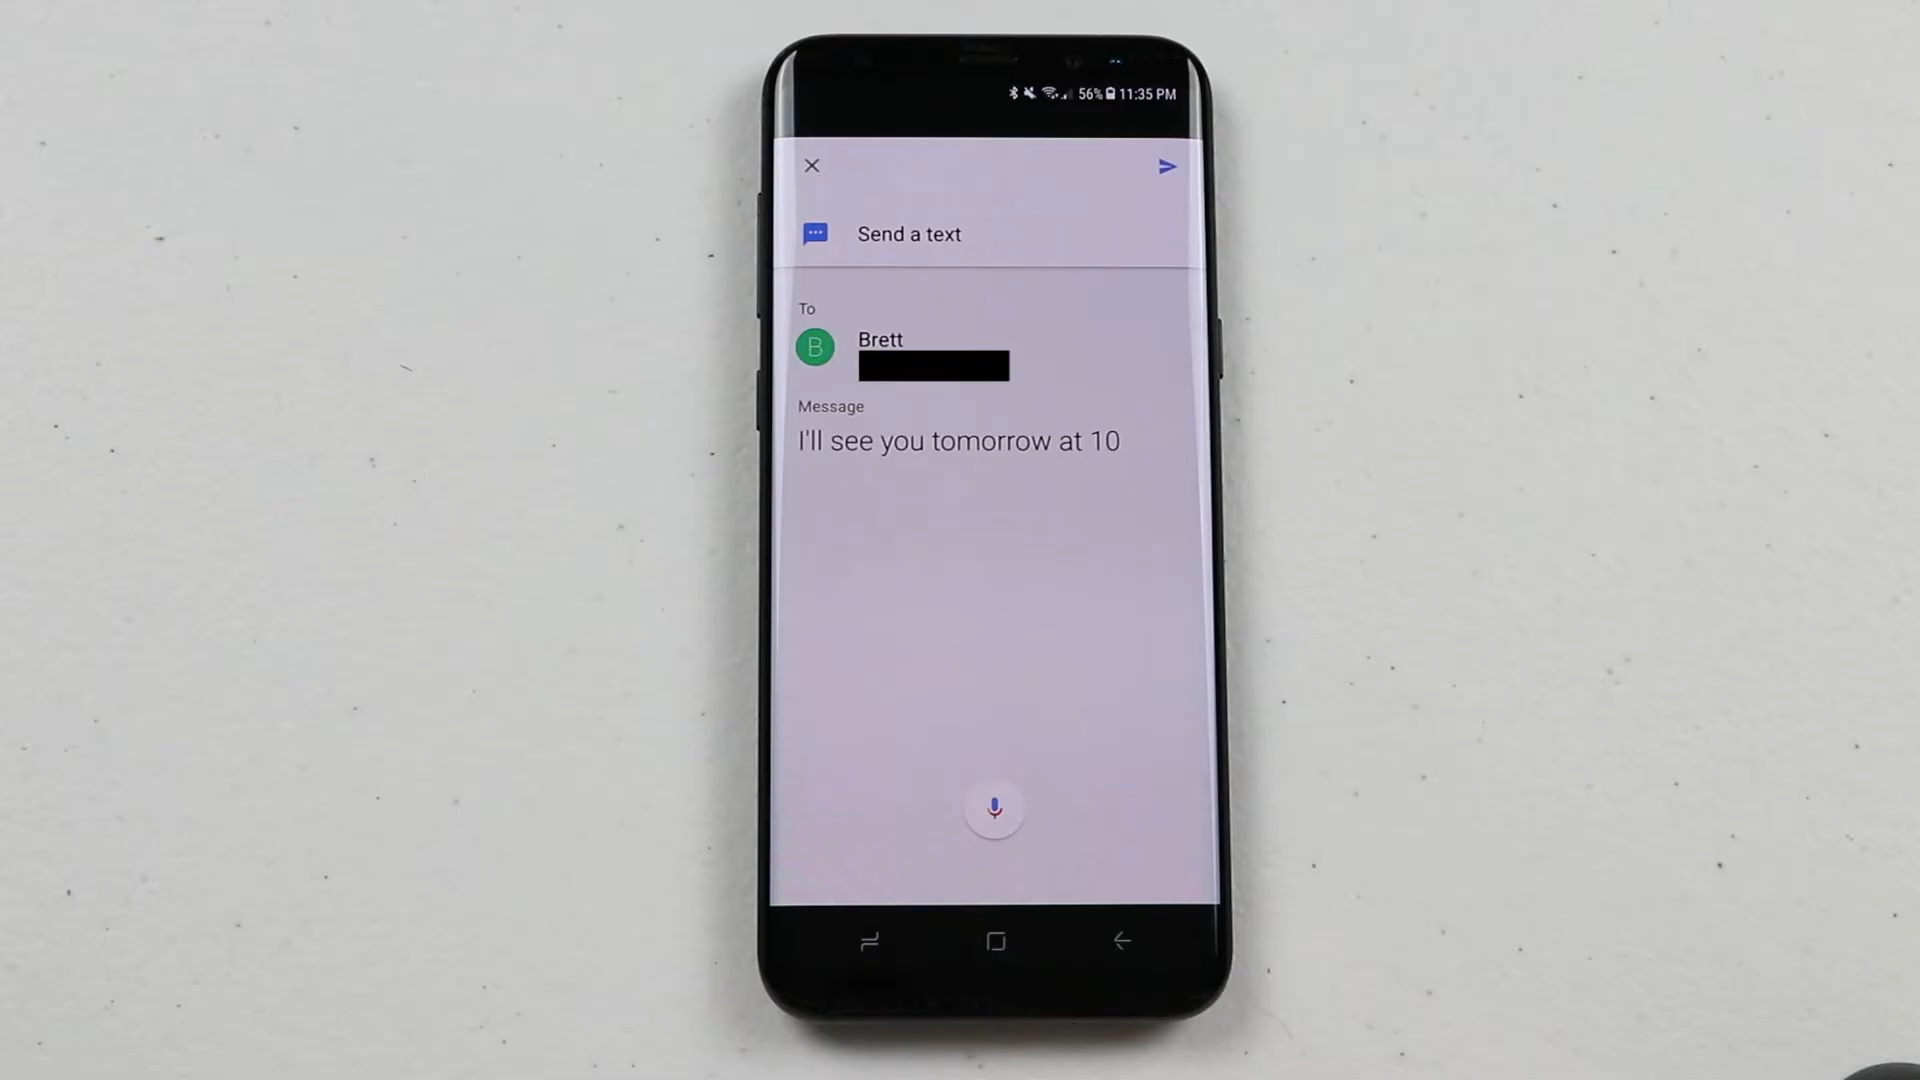 56% 11:35 PM
Send a text
To
B
Brett
Message
I'll see you tomorrow at 10